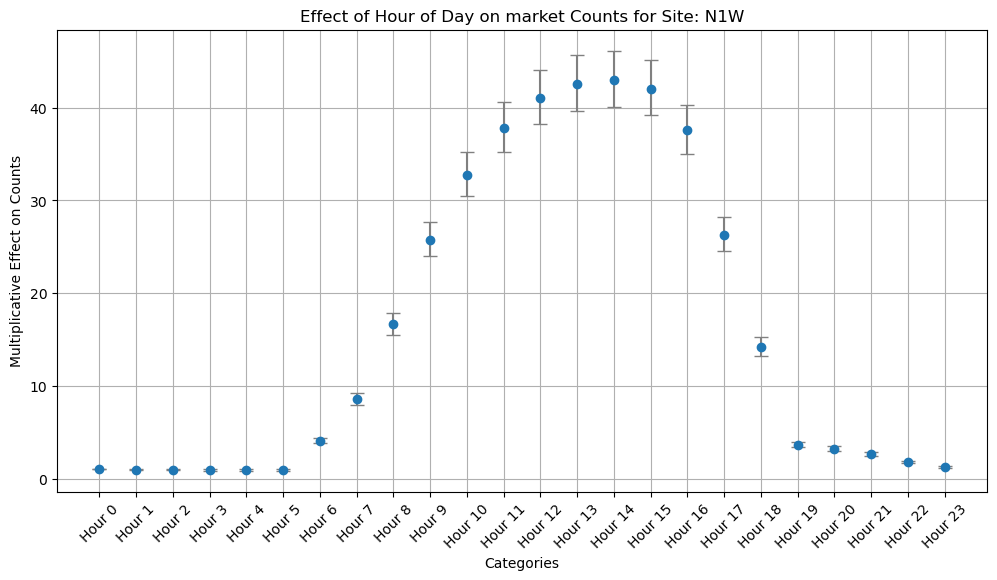 Effect of Hour of Day on market Counts for Site: N1W
Multiplicative Effect on Counts
40
30
20
10
0
Hour 0
Hour 1
Hour 2
Hour 3
Hour 4
Hour 5
Hour 6
Hour 7
Hour 8
Hour 9
Hour 10
Hour 11
Hour 12
Hour 13
Hour 14
Hour 15
Hour 16
Hour 17
Hour 18
Hour 19
Hour 20
Hour 21
Hour 22
Hour 23
Categories